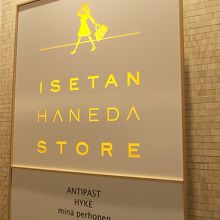 ISETAN
HANEDA
STORE
ANTIPAST
HYKE
minä perhonen